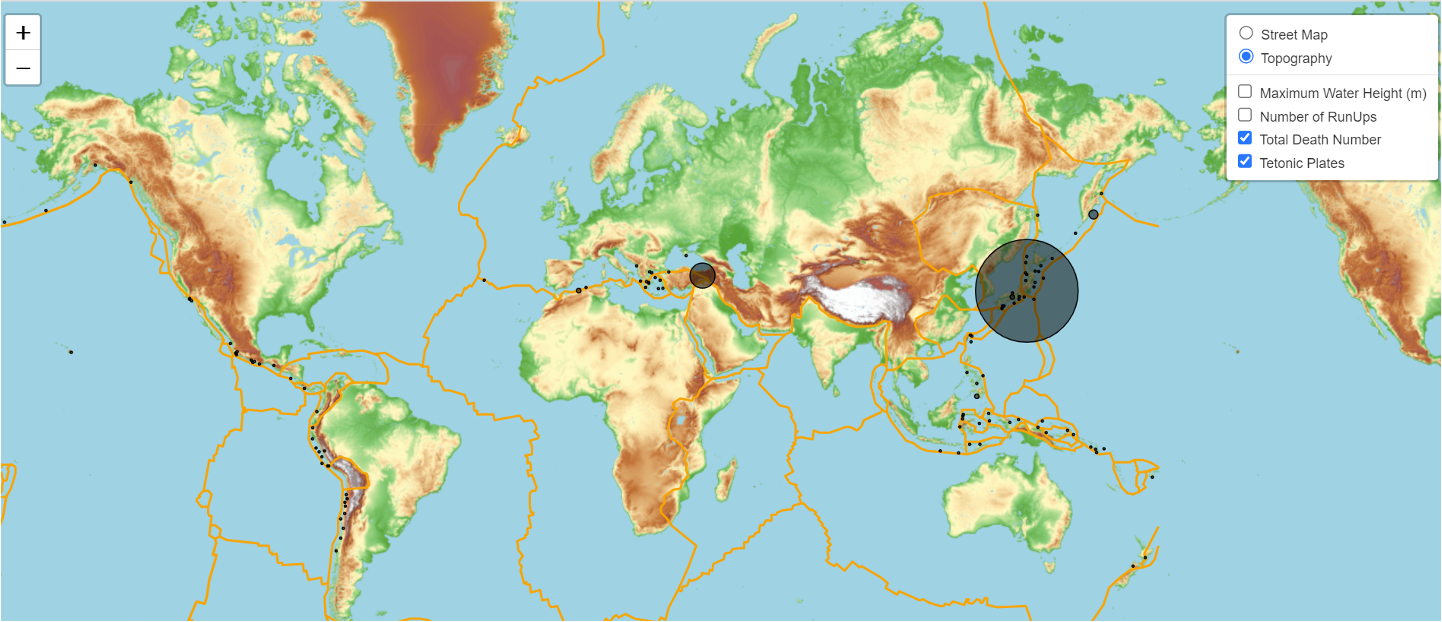 +
−
Street Map
Topography
Maximum Water Height (m)
Number of RunUps
Total Death Number
Tetonic Plates